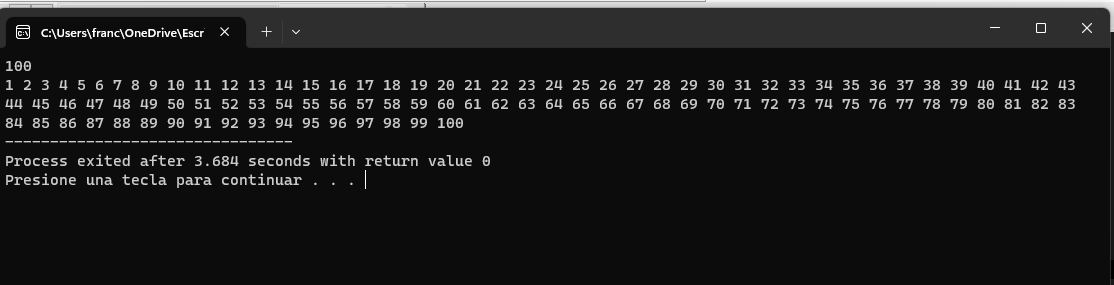 C:\Users\franc\OneDrive\Escr
100
1 2 3 4 5 6 7 8 9 10 11 12 13 14 15 16 17 18 19 20 21 22 23 24 25 26 27 28 29 30 31 32 33 34 35 36 37 38 39 40 41 42 43
44 45 46 47 48 49 50 51 52 53 54 55 56 57 58 59 60 61 62 63 64 65 66 67 68 69 70 71 72 73 74 75 76 77 78 79 80 81 82 83
84 85 86 87 88 89 90 91 92 93 94 95 96 97 98 99 100
--------------------------------
Process exited after 3.684 seconds with return value 0
Presione una tecla para continuar . . .